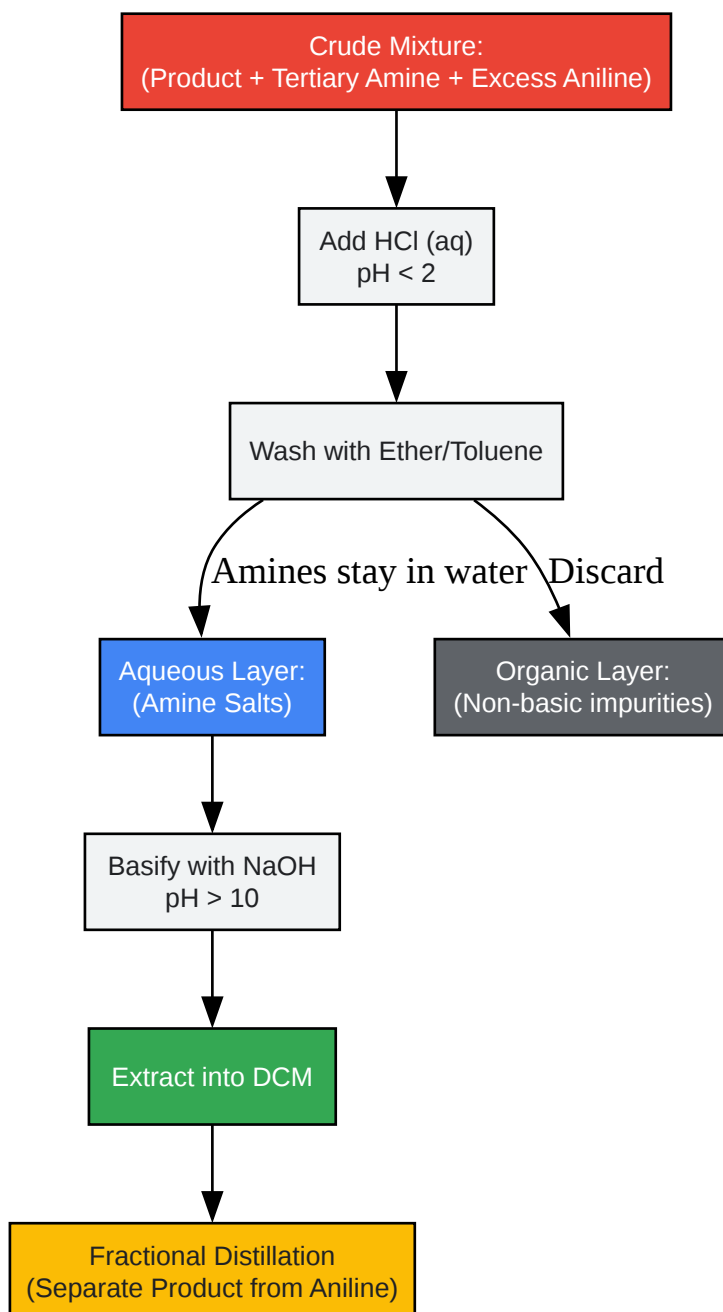 Crude Mixture:
(Product + Tertiary Amine + Excess Aniline)
Add HCl (aq)
pH < 2
Wash with Ether/Toluene
Amines stay in water
Discard
Aqueous Layer:
(Amine Salts)
Organic Layer:
(Non-basic impurities)
Basify with NaOH
pH > 10
Extract into DCM
Fractional Distillation
(Separate Product from Aniline)